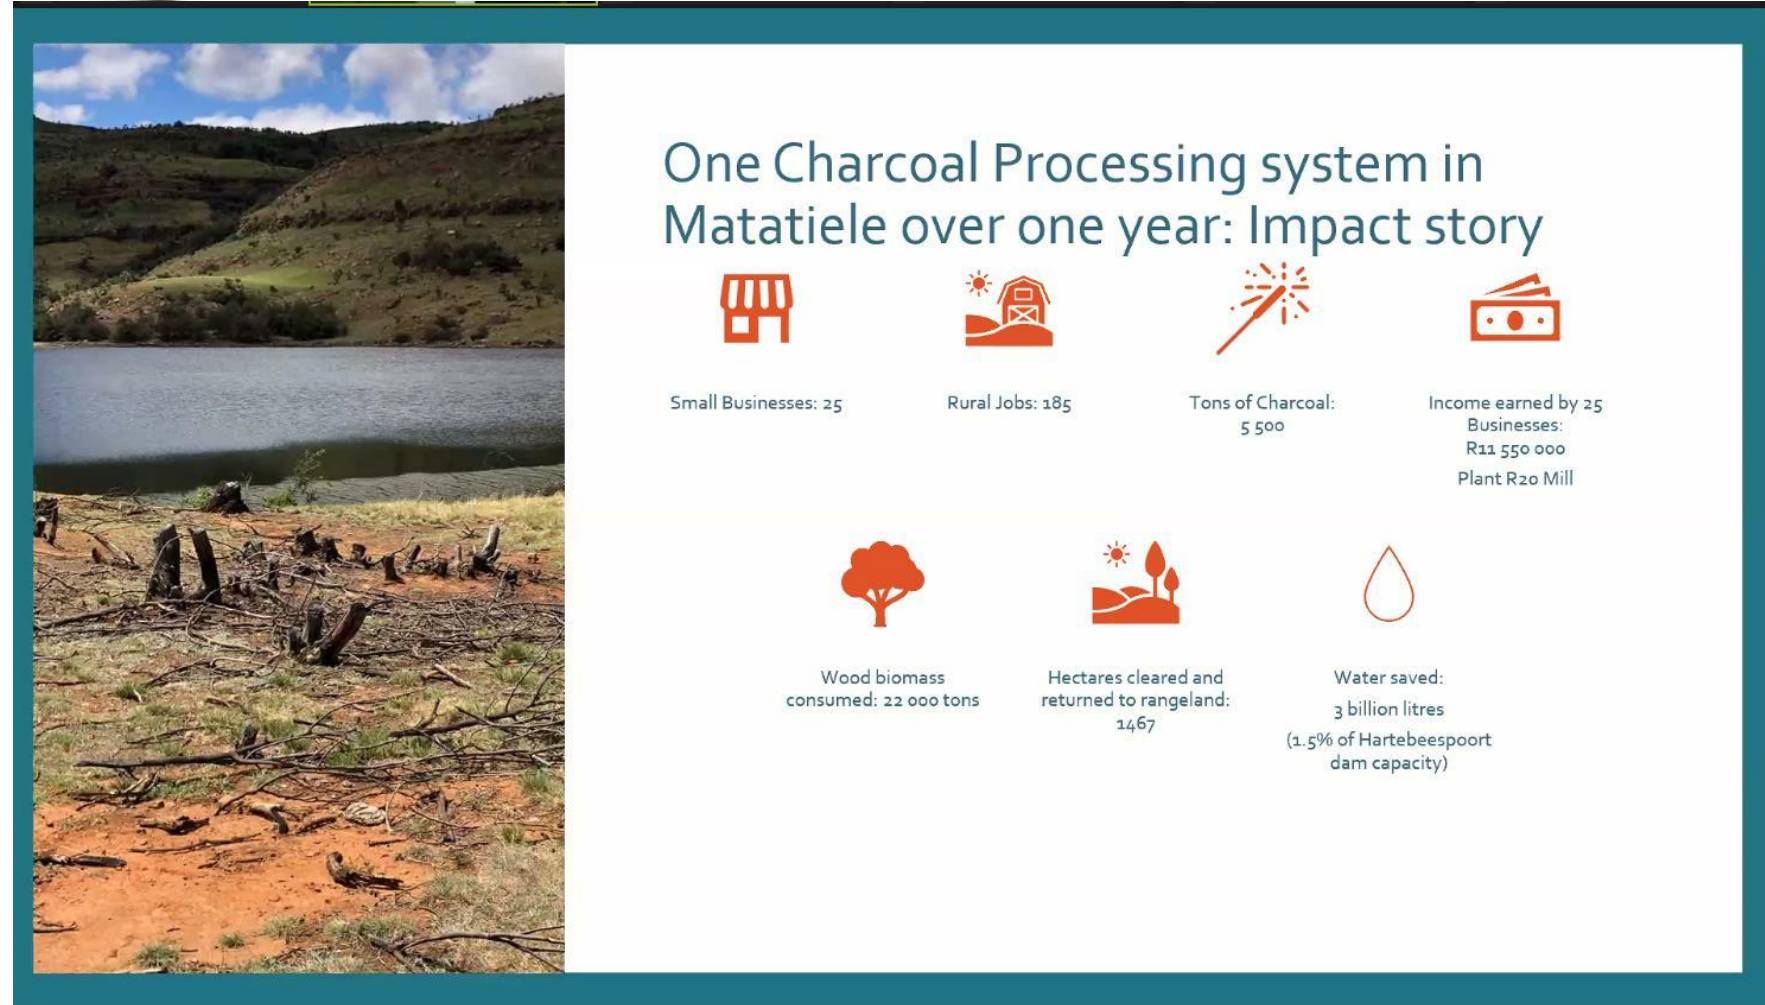 One Charcoal Processing system in
Matatiele over one year: Impact story
Small Businesses: 25
Rural Jobs: 185
Tons of Charcoal:
5 500
Income earned by 25
Businesses:
R11 550 000
Plant R20 Mill
Wood biomass
consumed: 22 000 tons
Hectares cleared and
returned to rangeland:
1467
Water saved:
3 billion litres
(1.5% of Hartebeespoort
dam capacity)